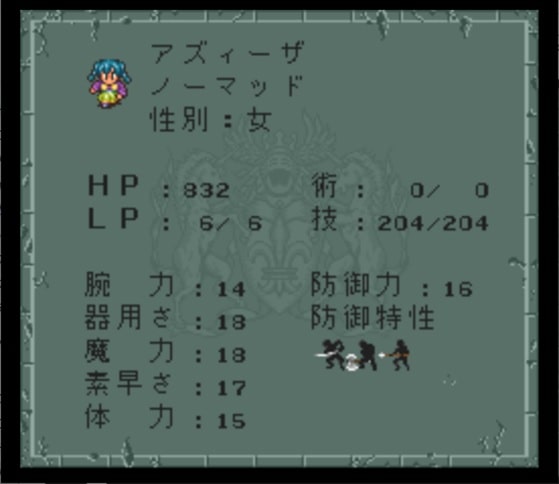 アズィーザ
ノーマッド
性別：女
ＨＰ：832 術： 0/ 0
ＬＰ： 6/ 6 技：204/204
腕　力：14 防御力：16
器用さ：18 防御特性
魔　力：18
素早さ：17
体　力：15